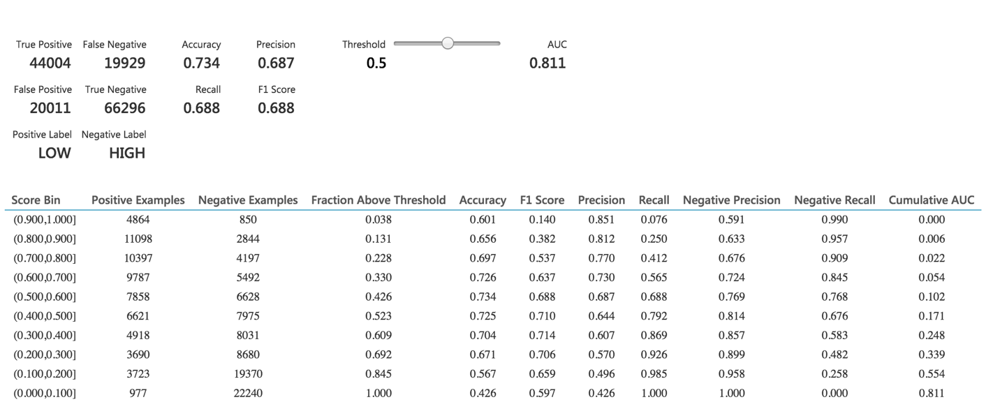 True Positive False Negative Accuracy Precision Threshold AUC
44004 19929 0.734 0.687 0.5 0.811
False Positive True Negative Recall F1 Score
20011 66296 0.688 0.688
Positive Label Negative Label
LOW HIGH
Score Bin Positive Examples Negative Examples Fraction Above Threshold Accuracy F1 Score Precision Recall Negative Precision Negative Recall Cumulative AUC
(0.900,1.000] 4864 850 0.038 0.601 0.140 0.851 0.076 0.591 0.990 0.000
(0.800,0.900] 11098 2844 0.131 0.656 0.382 0.812 0.250 0.633 0.957 0.006
(0.700,0.800] 10397 4197 0.228 0.697 0.537 0.770 0.412 0.676 0.909 0.022
(0.600,0.700] 9787 5492 0.330 0.726 0.637 0.730 0.565 0.724 0.845 0.054
(0.500,0.600] 7858 6628 0.426 0.734 0.688 0.687 0.688 0.769 0.768 0.102
(0.400,0.500] 6621 7975 0.523 0.725 0.710 0.644 0.792 0.814 0.676 0.171
(0.300,0.400] 4918 8031 0.609 0.704 0.714 0.607 0.869 0.857 0.583 0.248
(0.200,0.300] 3690 8680 0.692 0.671 0.706 0.570 0.926 0.899 0.482 0.339
(0.100,0.200] 3723 19370 0.845 0.567 0.659 0.496 0.985 0.958 0.258 0.554
(0.000,0.100] 977 22240 1.000 0.426 0.597 0.426 1.000 1.000 0.000 0.811